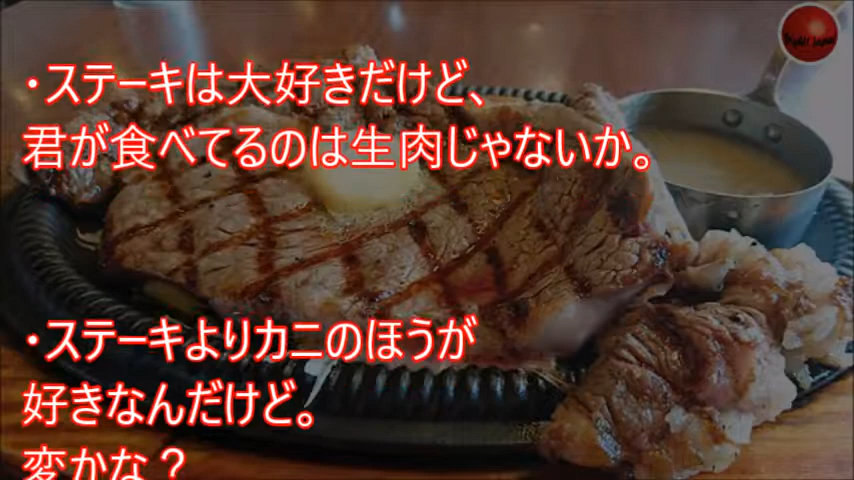 ・ステーキは大好きだけど、
君が食べてるのは生肉じゃないか。
・ステーキよりカニのほうが
好きなんだけど。
変かな？